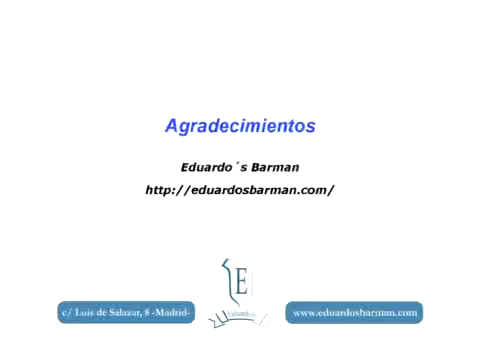 Agradecimientos
Eduardo´s Barman
http://eduardosbarman.com/
E
c/ Luis de Salazar, 8 -Madrid-
www.eduardosbarman.com